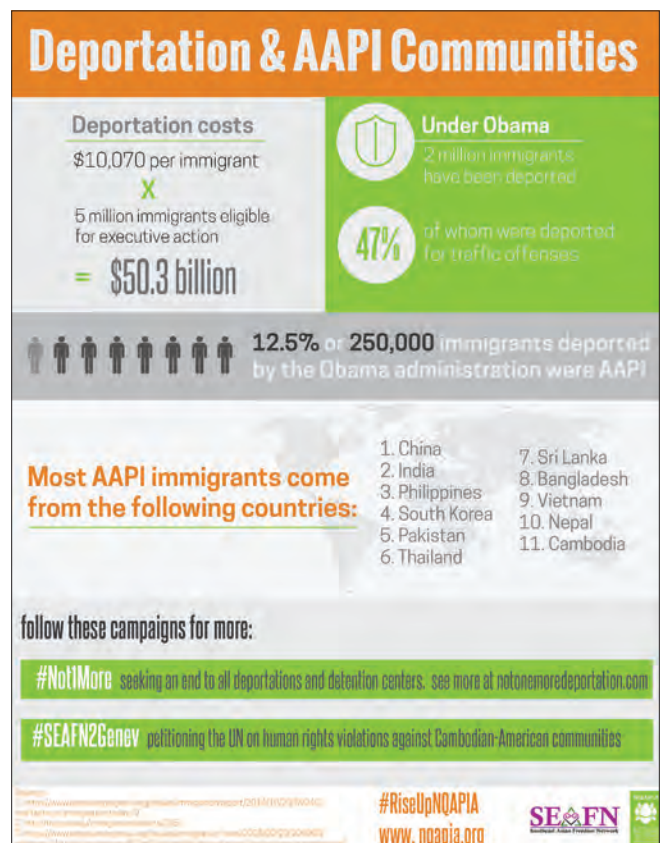 Deportation & AAPI Communities
Deportation costs
$10,070 per immigrant
X
5 million immigrants eligible
for executive action
= $50.3 billion
Under Obama
2 million immigrants
have been deported
47%
of whom were deported
for traffic offenses
12.5% or 250,000 immigrants deported
by the Obama administration were AAPI
Most AAPI immigrants come
from the following countries:
1. China
2. India
3. Philippines
4. South Korea
5. Pakistan
6. Thailand
7. Sri Lanka
8. Bangladesh
9. Vietnam
10. Nepal
11. Cambodia
follow these campaigns for more:
#Not1More seeking an end to all deportations and detention centers. see more at notonemoredeportation.com
#SEAFN2Genev petitioning the UN on human rights violations against Cambodian-American communities
#RiseUpNQAPIA
www. nqapia.org
SEAFN
Southeast Asian Freedom Network